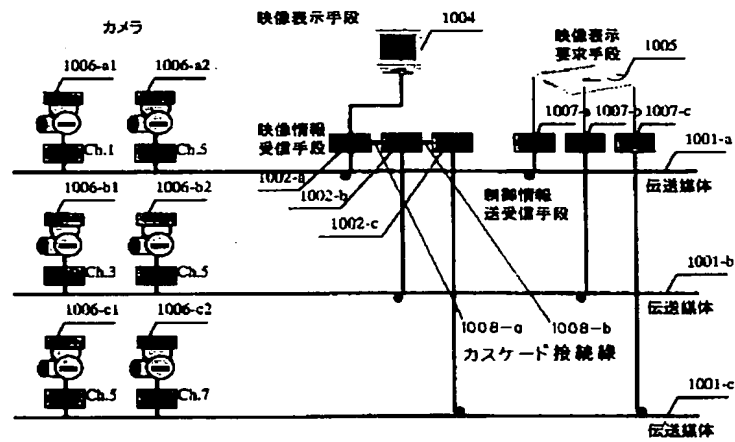 カメラ
映像表示手段
1004
映像表示
要求手段
1005
1006-a1
1006-a2
Ch.1
Ch.5
映像情報
受信手段
1007-b
1007-c
1001-a
伝送媒体
1002-a
1002-b
1002-c
制御情報
送受信手段
1006-b1
1006-b2
Ch.3
Ch.5
1001-b
伝送媒体
1006-c1
1006-c2
1008-a
1008-b
カスケード接続線
Ch.5
Ch.7
1001-c
伝送媒体